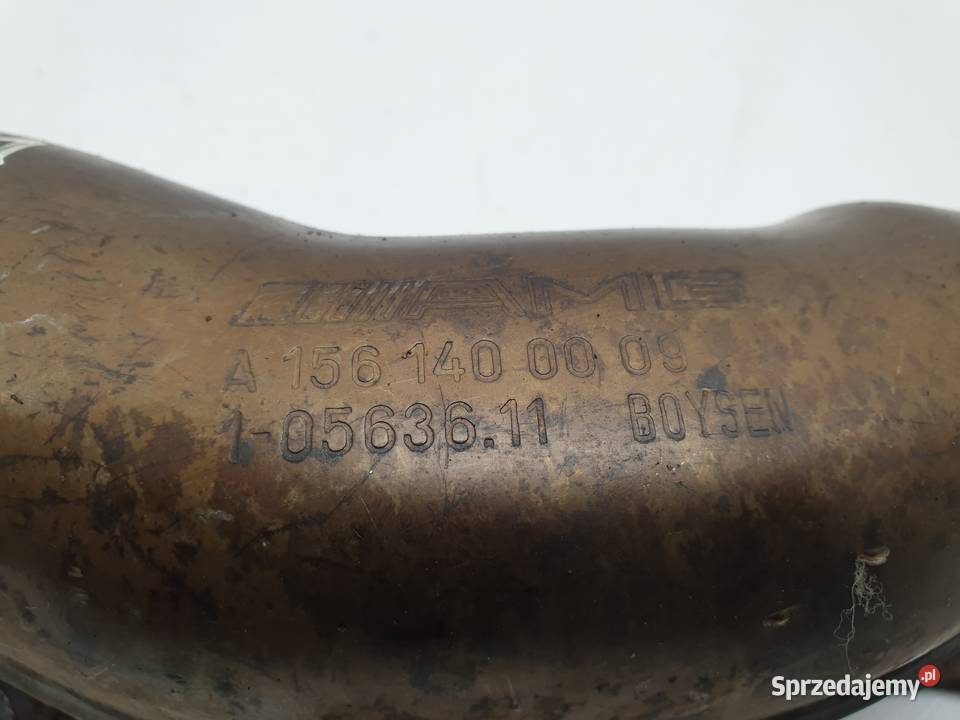 AMG
A 156 140 00 09
1-05636.11 BOYSEN
Sprzedajemy.pl